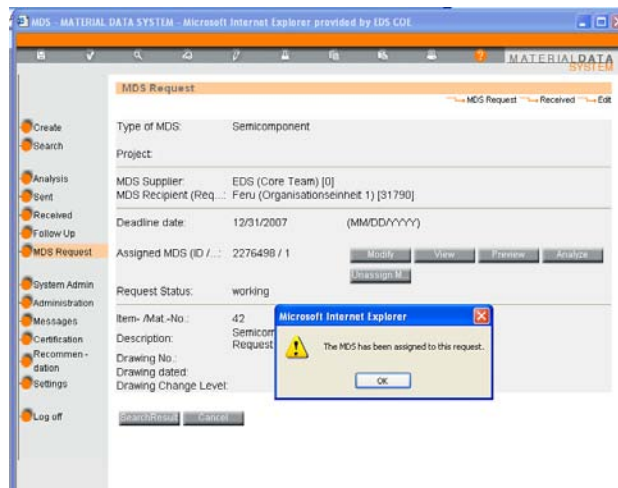 MDS - MATERIAL DATA SYSTEM - Microsoft Internet Explorer provided by EDS COE
MATERIALDATA
SYSTEM
MDS Request
MDS Request Received Edit
Create
Search
Analysis
Sent
Received
Follow Up
MDS Request
System Admin
Administration
Messages
Certification
Recommen-
dation
Settings
Log off
Type of MDS: Semicomponent
Project:
MDS Supplier: EDS (Core Team) [0]
MDS Recipient (Req...: Feru (Organisationseinheit 1) [31790]
Deadline date: 12/31/2007 (MM/DD/YYYY)
Assigned MDS (ID /...: 2276498 / 1 Modify View Preview Analyze
Unassign M...
Request Status: working
Item- /Mat.-No.: 42
Description: Semicom
Request
Drawing No.:
Drawing dated:
Drawing Change Level:
SearchResult Cancel
Microsoft Internet Explorer
The MDS has been assigned to this request.
OK